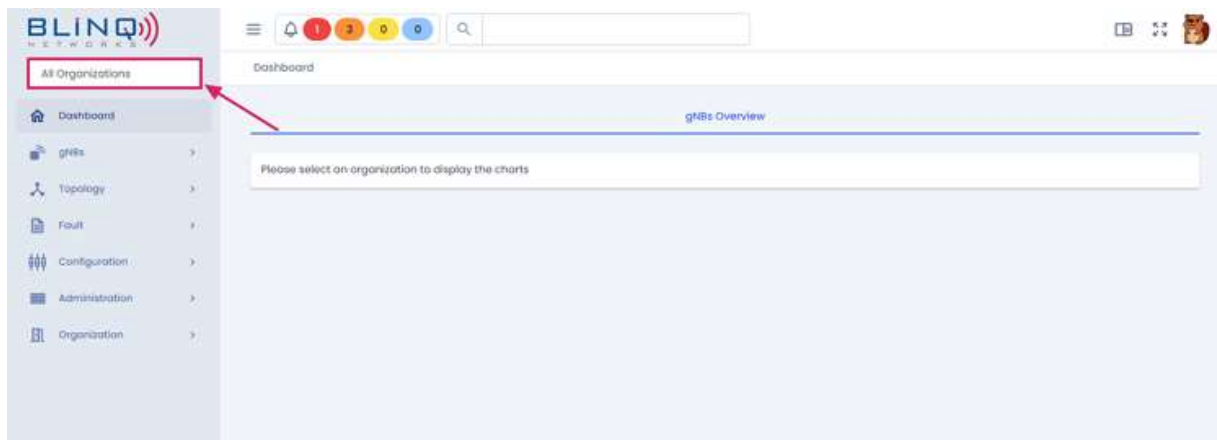 BLiNQ
NETWORKS
1 3 0 0
All Organizations
Dashboard
Dashboard
gNBs Overview
gNBs
Please select an organization to display the charts
Topology
Fault
Configuration
Administration
Organization